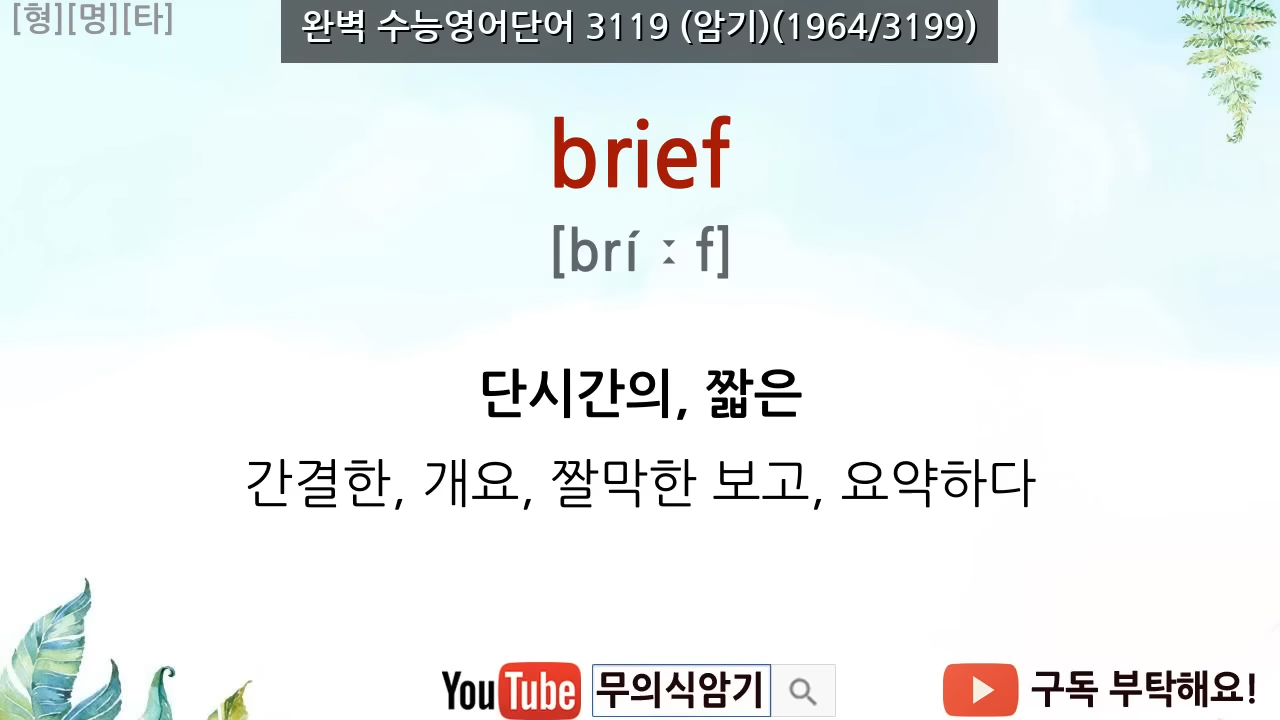 [형][명][타]
완벽 수능영어단어 3119 (암기)(1964/3199)
brief
[brí ː f]
단시간의, 짧은
간결한, 개요, 짤막한 보고, 요약하다
YouTube 무의식암기
구독 부탁해요!